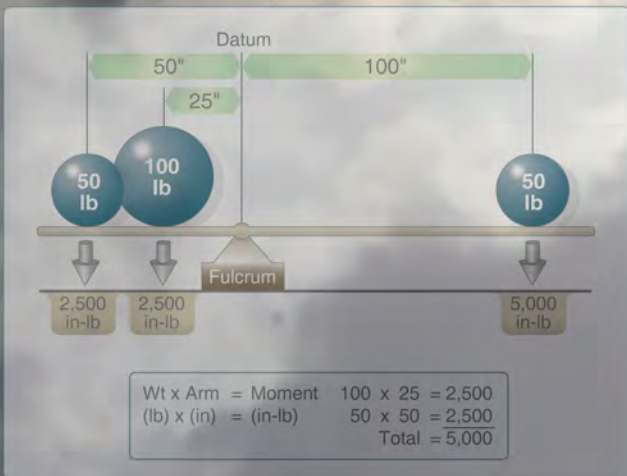 Datum
50"
100"
25"
50
lb
100
lb
50
lb
Fulcrum
2,500
in-lb
2,500
in-lb
5,000
in-lb
Wt x Arm = Moment 100 x 25 = 2,500
(lb) x (in) = (in-lb) 50 x 50 = 2,500
Total = 5,000